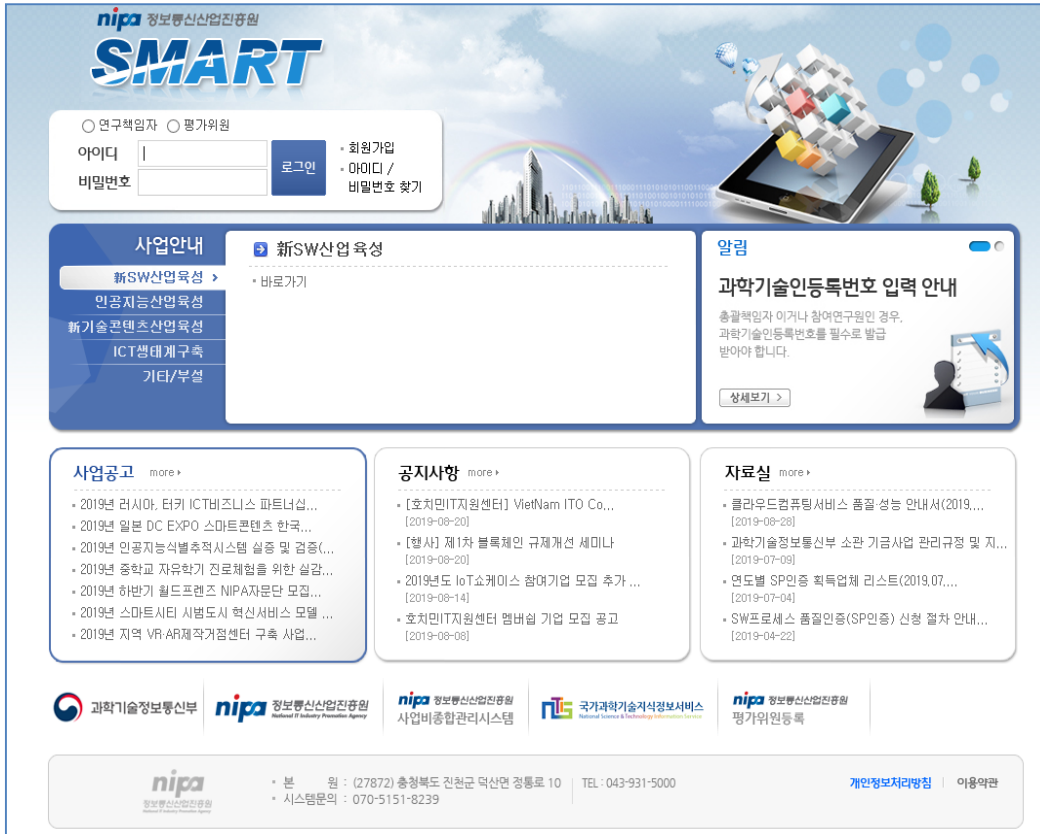 nipa 정보통신산업진흥원
SMART
연구책임자 평가위원
아이디
비밀번호
로그인
회원가입
아이디 /
비밀번호 찾기
사업안내
新SW산업육성
인공지능산업육성
新기술콘텐츠산업육성
ICT생태계구축
기타/부설
新SW산업육성
바로가기
알림
과학기술인등록번호 입력 안내
총괄책임자 이거나 참여연구원인 경우,
과학기술인등록번호를 필수로 발급
받아야 합니다.
상세보기 >
사업공고 more
2019년 러시아, 터키 ICT비즈니스 파트너십...
2019년 일본 DC EXPO 스마트콘텐츠 한국...
2019년 인공지능식별추적시스템 실증 및 검증(...
2019년 중학교 자유학기 진로체험을 위한 실감...
2019년 하반기 월드프렌즈 NIPA자문단 모집...
2019년 스마트시티 시범도시 혁신서비스 모델 ...
2019년 지역 VR·AR제작거점센터 구축 사업...
공지사항 more
[호치민IT지원센터] VietNam ITO Co...
[2019-08-20]
[행사] 제1차 블록체인 규제개선 세미나
[2019-08-20]
2019년도 IoT쇼케이스 참여기업 모집 추가 ...
[2019-08-14]
호치민IT지원센터 멤버쉽 기업 모집 공고
[2019-08-08]
자료실 more
클라우드컴퓨팅서비스 품질·성능 안내서(2019....
[2019-08-28]
과학기술정보통신부 소관 기금사업 관리규정 및 지...
[2019-07-09]
연도별 SP인증 획득업체 리스트(2019.07....
[2019-07-04]
SW프로세스 품질인증(SP인증) 신청 절차 안내...
[2019-04-22]
과학기술정보통신부
nipa 정보통신산업진흥원
National IT Industry Promotion Agency
nipa 정보통신산업진흥원
사업비종합관리시스템
NTIS 국가과학기술지식정보서비스
National Science & Technology Information Service
nipa 정보통신산업진흥원
평가위원등록
nipa
정보통신산업진흥원
National IT Industry Promotion Agency
본 원 : (27872) 충청북도 진천군 덕산면 정통로 10 TEL : 043-931-5000
시스템문의 : 070-5151-8239
개인정보처리방침 이용약관